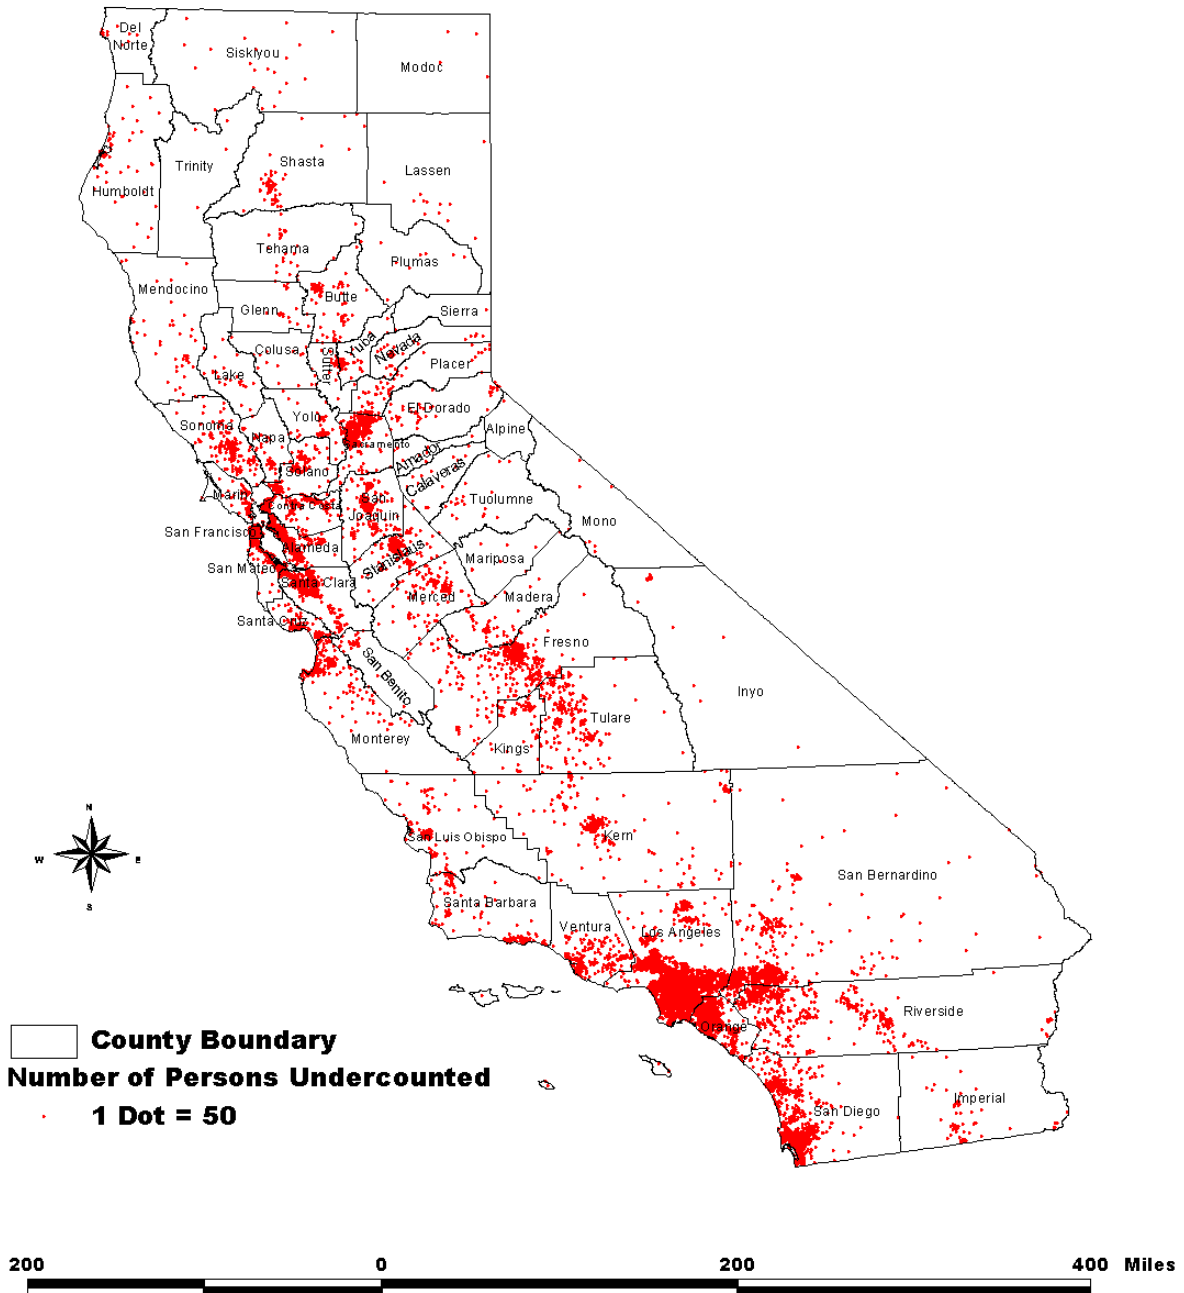 Del
Norte
Siskiyou
Modoc
Shasta
Trinity
Lassen
Humboldt
Tehama
Plumas
Mendocino
Butte
Glenn
Sierra
Colusa
Sutter
Yuba
Nevada
Placer
Lake
Yolo
El Dorado
Sonoma
Napa
Alpine
Sacramento
Amador
Solano
Calaveras
Marin
San
Joaquin
Tuolumne
Contra Costa
Mono
San Francisco
Alameda
Stanislaus
Mariposa
San Mateo
Santa Clara
Merced
Madera
Santa Cruz
Fresno
San Benito
Inyo
Tulare
Monterey
Kings
San Luis Obispo
Kern
San Bernardino
Santa Barbara
Ventura
Los Angeles
Riverside
Orange
San Diego
Imperial
N
W
E
S
County Boundary
Number of Persons Undercounted
1 Dot = 50
200
0
200
400 Miles